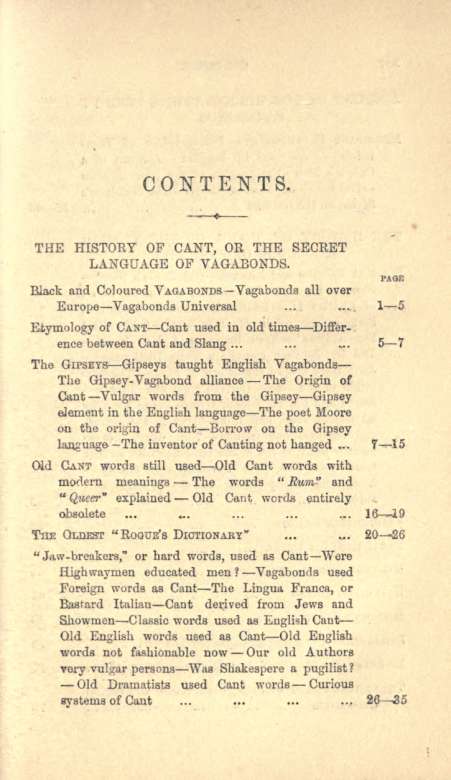 CONTENTS.
THE HISTORY OF CANT, OR THE SECRET
LANGUAGE OF VAGABONDS.
PAGE
Black and Coloured VAGABONDS—Vagabonds all over
Europe—Vagabonds Universal ... ... 1—5
Etymology of CANT—Cant used in old times—Differ-
ence between Cant and Slang ... ... ... 5—7
The GIPSEYS—Gipseys taught English Vagabonds—
The Gipsey-Vagabond alliance—The Origin of
Cant—Vulgar words from the Gipsey—Gipsey
element in the English language—The poet Moore
on the origin of Cant—Borrow on the Gipsey
language—The inventor of Canting not hanged ... 7—15
Old CANT words still used—Old Cant words with
modern meanings—The words "Rum" and
"Queer" explained—Old Cant words entirely
obsolete ... ... ... ... ... 16—19
THE OLDEST "ROGUE'S DICTIONARY" ... ... 20—26
"Jaw-breakers," or hard words, used as Cant—Were
Highwaymen educated men?—Vagabonds used
Foreign words as Cant—The Lingua Franca, or
Bastard Italian—Cant derived from Jews and
Showmen—Classic words used as English Cant—
Old English words used as Cant—Old English
words not fashionable now—Our old Authors
very vulgar persons—Was Shakespere a pugilist?
—Old Dramatists used Cant words—Curious
systems of Cant ... ... ... ... 26—35